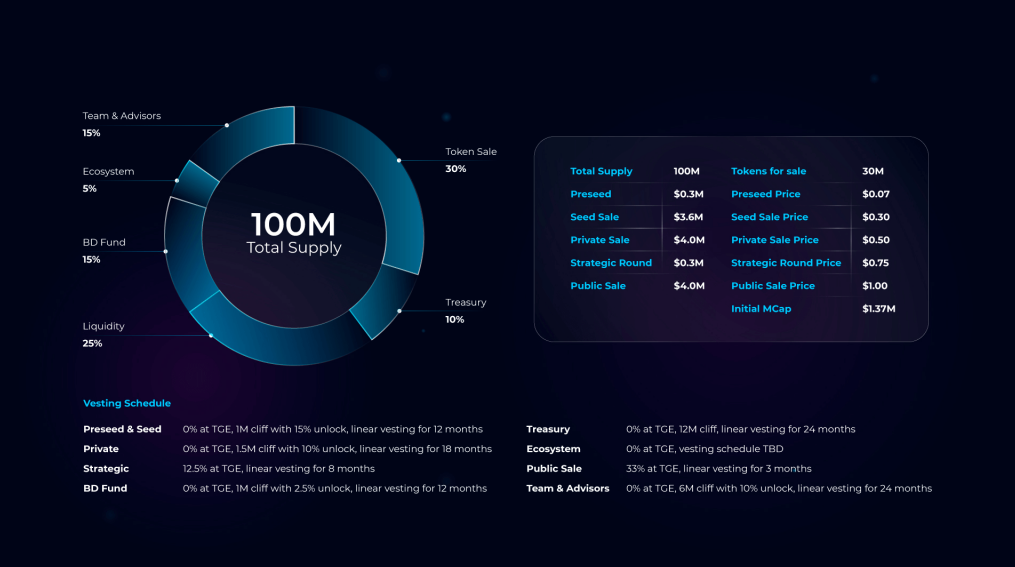 Team & Advisors
15%
Ecosystem
5%
BD Fund
15%
Liquidity
25%
100M
Total Supply
Token Sale
30%
Treasury
10%
Total Supply 100M Tokens for sale 30M
Preseed $0.3M Preseed Price $0.07
Seed Sale $3.6M Seed Sale Price $0.30
Private Sale $4.0M Private Sale Price $0.50
Strategic Round $0.3M Strategic Round Price $0.75
Public Sale $4.0M Public Sale Price $1.00
Initial MCap $1.37M
Vesting Schedule
Preseed & Seed 0% at TGE, 1M cliff with 15% unlock, linear vesting for 12 months
Private 0% at TGE, 1.5M cliff with 10% unlock, linear vesting for 18 months
Strategic 12.5% at TGE, linear vesting for 8 months
BD Fund 0% at TGE, 1M cliff with 2.5% unlock, linear vesting for 12 months
Treasury 0% at TGE, 12M cliff, linear vesting for 24 months
Ecosystem 0% at TGE, vesting schedule TBD
Public Sale 33% at TGE, linear vesting for 3 months
Team & Advisors 0% at TGE, 6M cliff with 10% unlock, linear vesting for 24 months